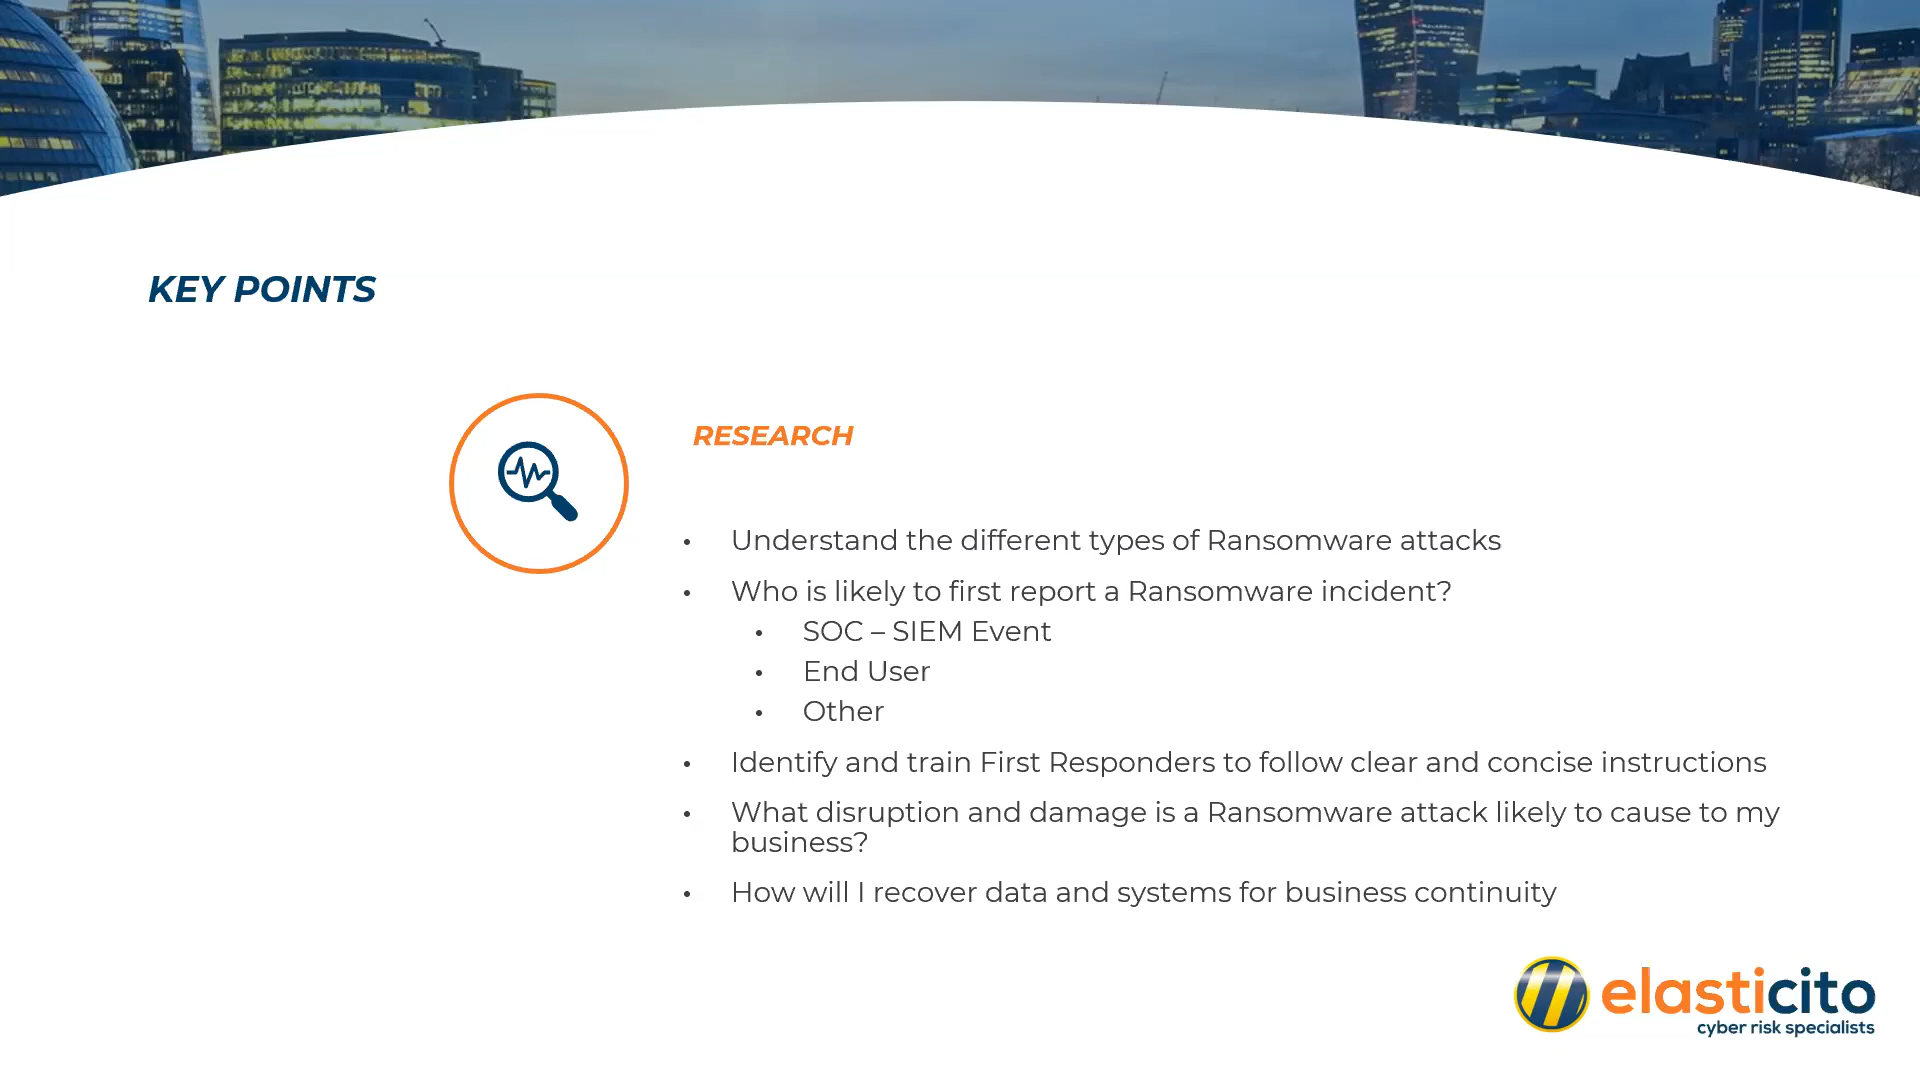 KEY POINTS
RESEARCH
• Understand the different types of Ransomware attacks
• Who is likely to first report a Ransomware incident?
• SOC – SIEM Event
• End User
• Other
• Identify and train First Responders to follow clear and concise instructions
• What disruption and damage is a Ransomware attack likely to cause to my
business?
• How will I recover data and systems for business continuity
elasticito
cyber risk specialists